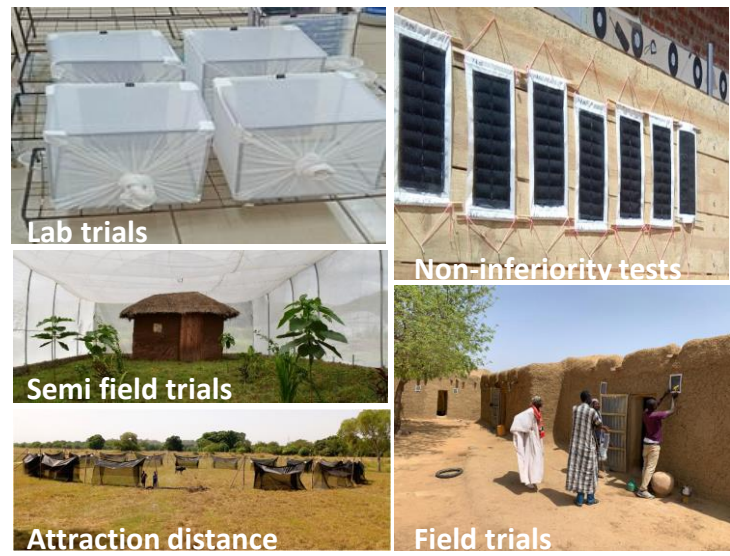 Lab trials
Non-inferiority tests
Semi field trials
Attraction distance
Field trials